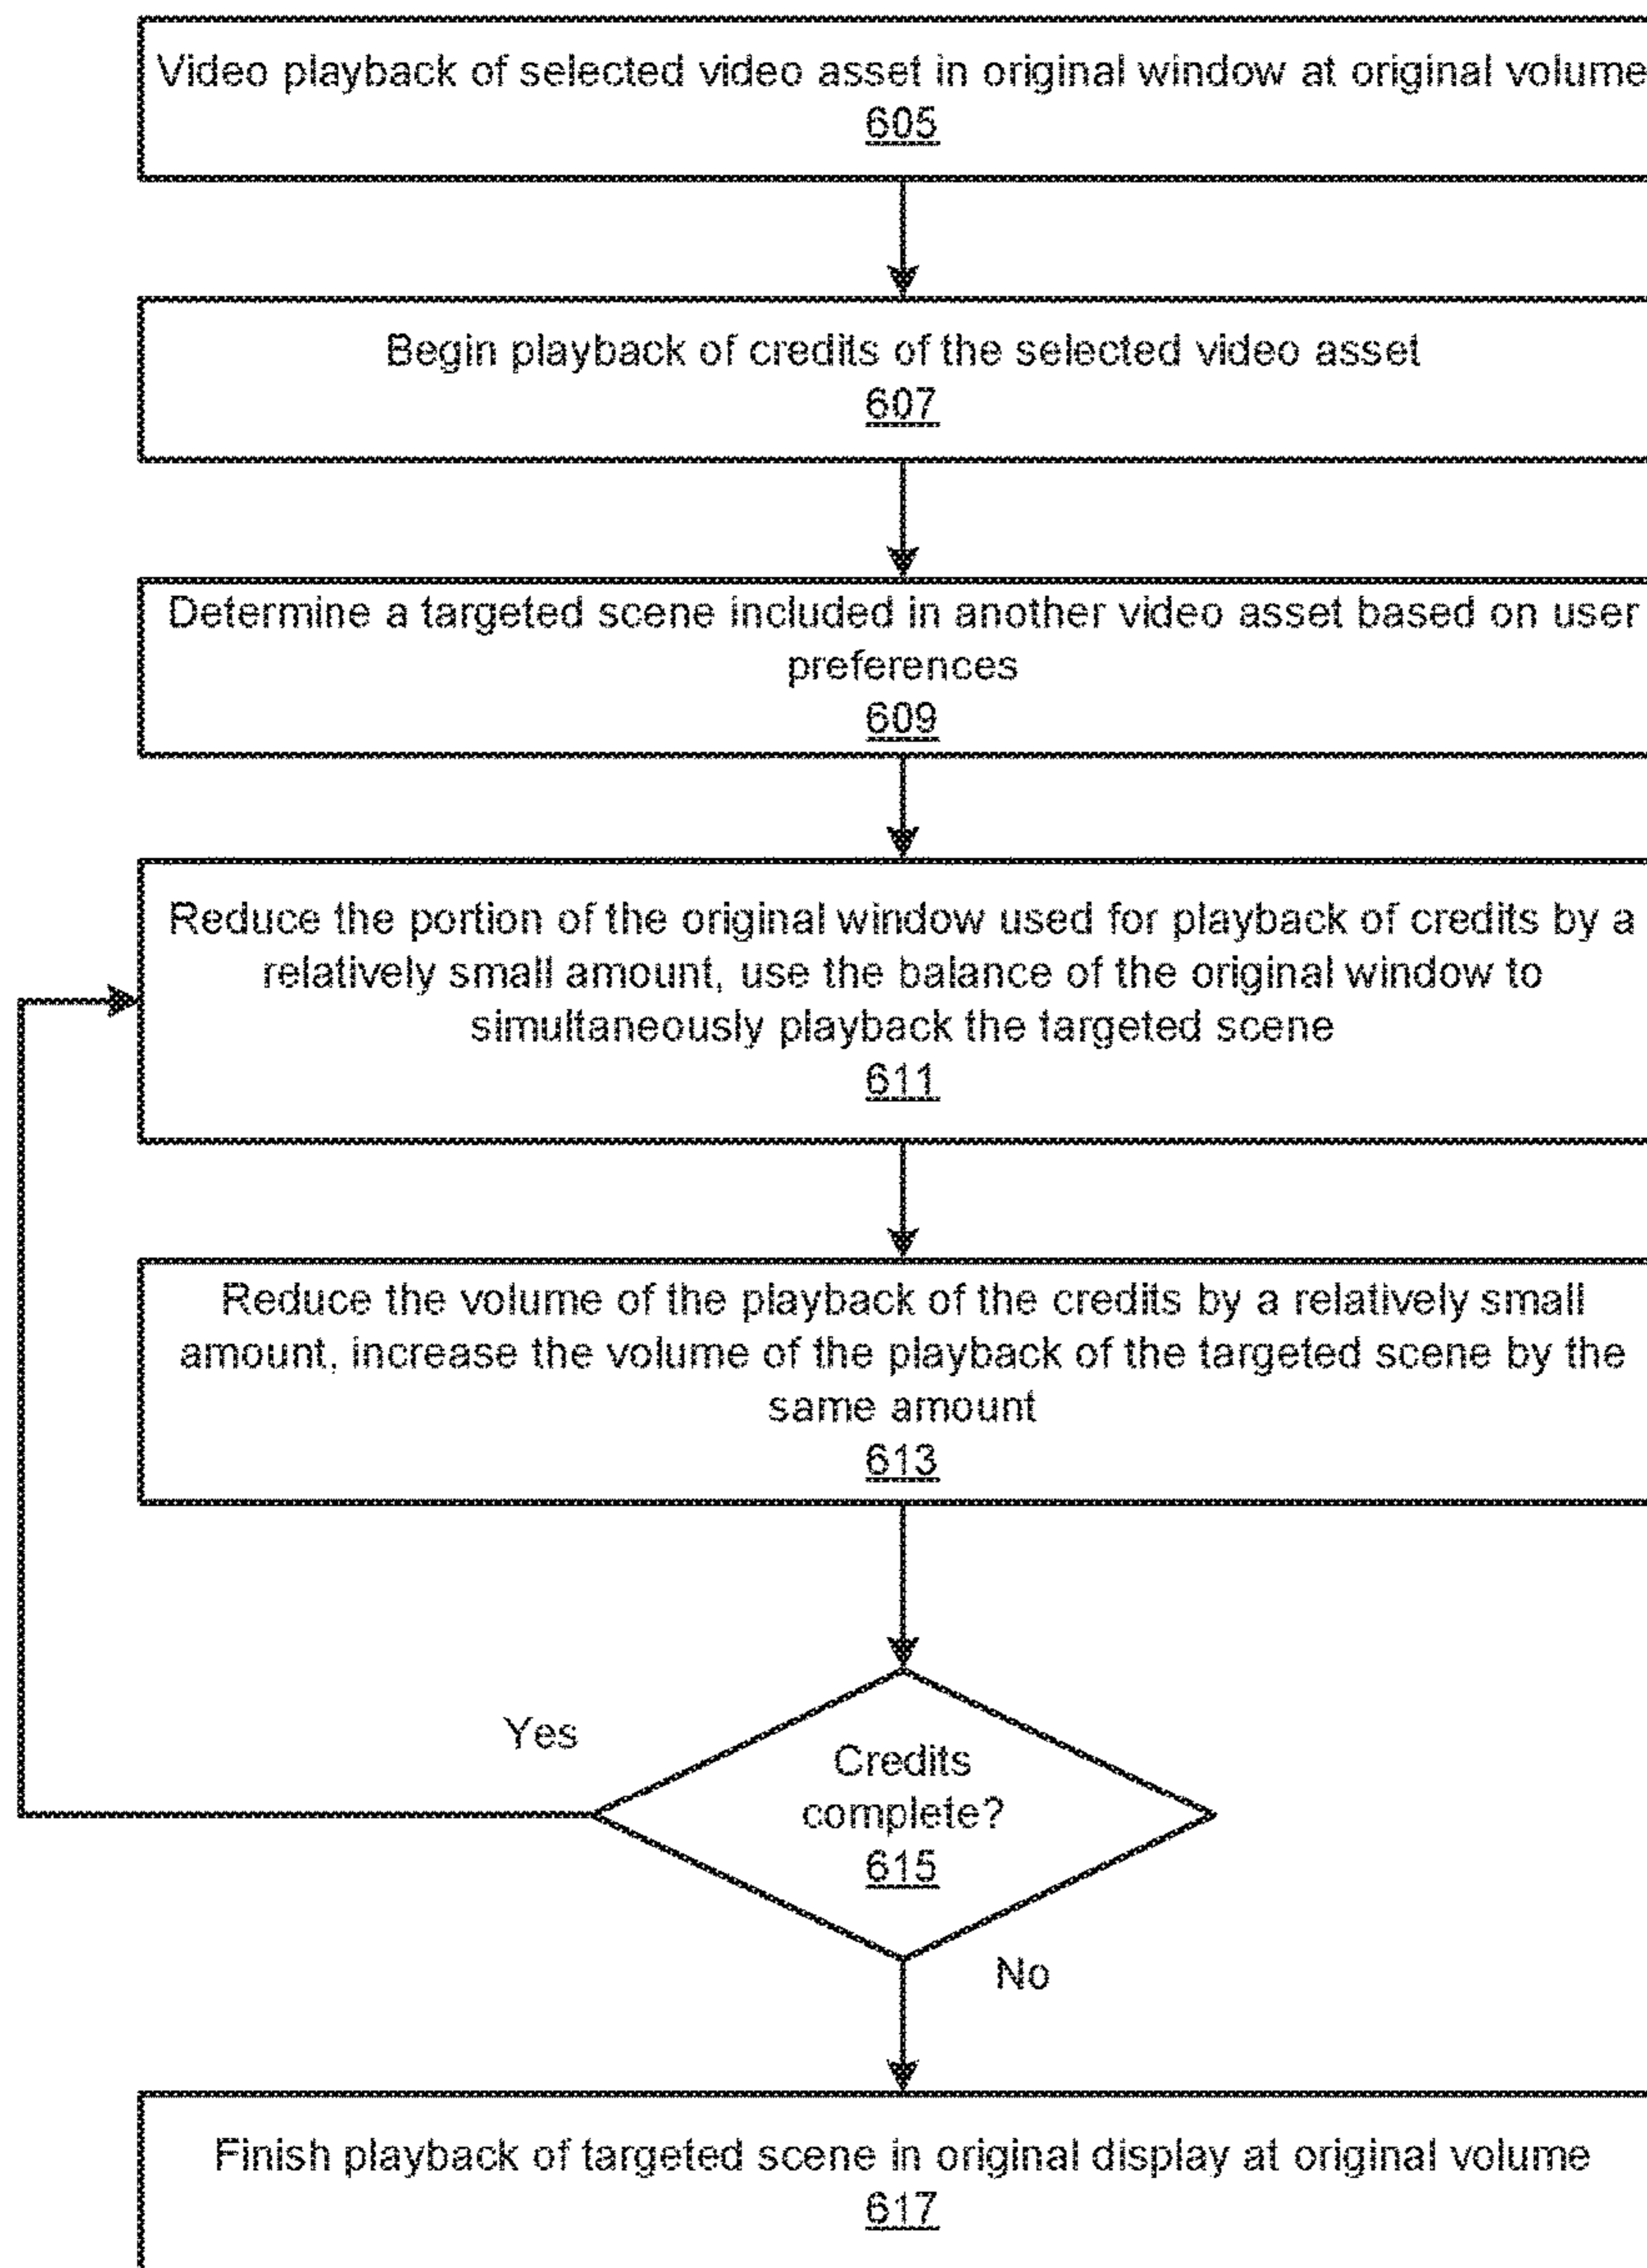 Video playback of selected video asset in original window at original volume
605
Begin playback of credits of the selected video asset
607
Determine a targeted scene included in another video asset based on user
preferences
609
Reduce the portion of the original window used for playback of credits by a
relatively small amount, use the balance of the original window to
simultaneously playback the targeted scene
611
Reduce the volume of the playback of the credits by a relatively small
amount, increase the volume of the playback of the targeted scene by the
same amount
613
Yes
Credits
complete?
615
No
Finish playback of targeted scene in original display at original volume
617